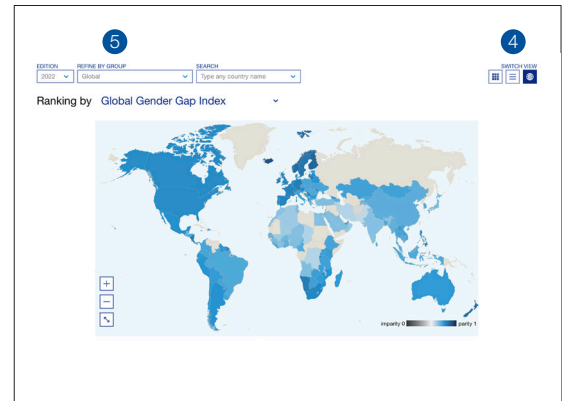 5
4
EDITION REFINE BY GROUP SEARCH SWITCH VIEW
2022 Global Type any country name
Ranking by Global Gender Gap Index
+
−
imparity 0 parity 1